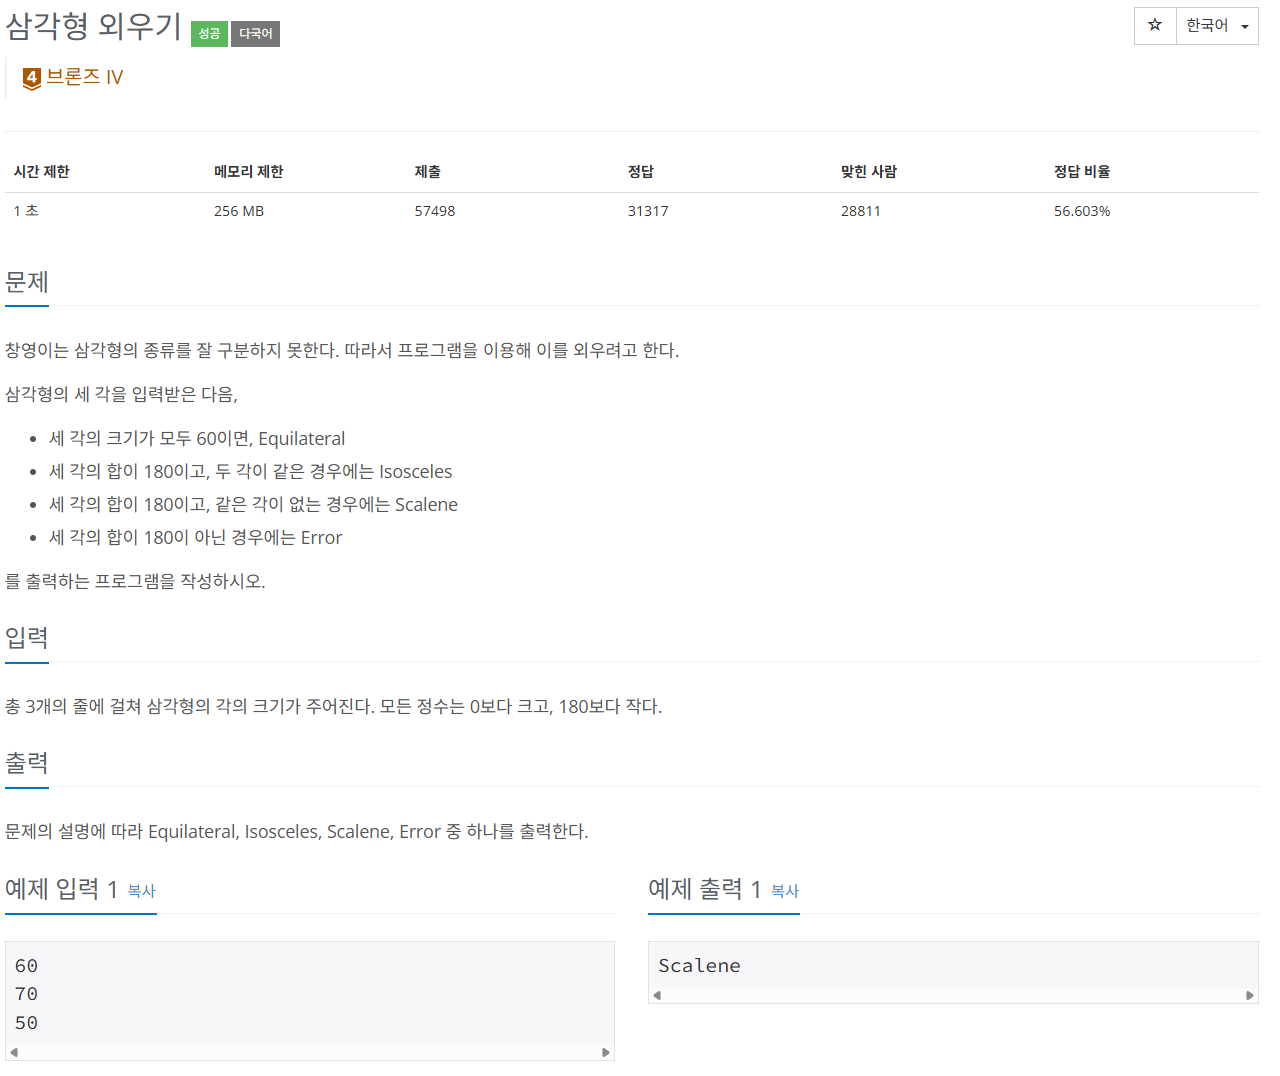 삼각형 외우기 성공 다국어
☆ 한국어
4 브론즈 IV
시간 제한 메모리 제한 제출 정답 맞힌 사람 정답 비율
1 초 256 MB 57498 31317 28811 56.603%
문제
창영이는 삼각형의 종류를 잘 구분하지 못한다. 따라서 프로그램을 이용해 이를 외우려고 한다.
삼각형의 세 각을 입력받은 다음,
• 세 각의 크기가 모두 60이면, Equilateral
• 세 각의 합이 180이고, 두 각이 같은 경우에는 Isosceles
• 세 각의 합이 180이고, 같은 각이 없는 경우에는 Scalene
• 세 각의 합이 180이 아닌 경우에는 Error
를 출력하는 프로그램을 작성하시오.
입력
총 3개의 줄에 걸쳐 삼각형의 각의 크기가 주어진다. 모든 정수는 0보다 크고, 180보다 작다.
출력
문제의 설명에 따라 Equilateral, Isosceles, Scalene, Error 중 하나를 출력한다.
예제 입력 1 복사
60
70
50
예제 출력 1 복사
Scalene